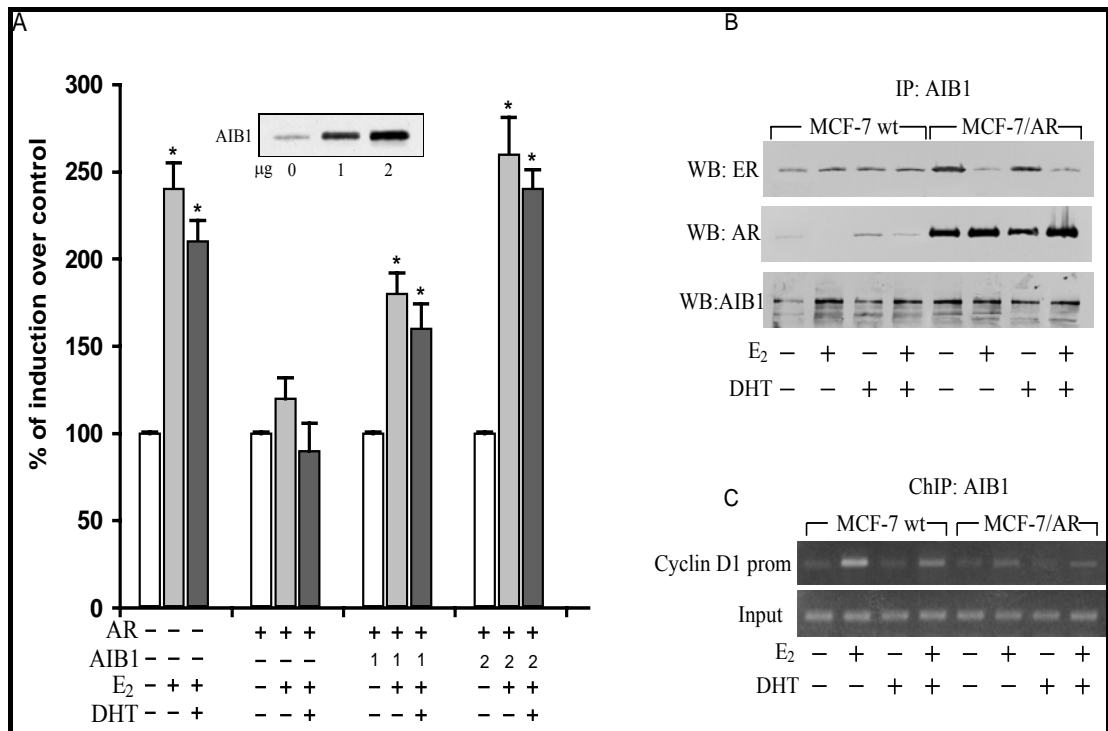 A
% of induction over control
300
250
200
150
100
50
0
* * * * * *
AIB1
µg 0 1 2
AR – – – + + + + + + + + +
AIB1 – – – – – – 1 1 1 2 2 2
E2 – + + – + + – + + – + +
DHT – – + – – + – – + – – +
B
IP: AIB1
MCF-7 wt MCF-7/AR
WB: ER
WB: AR
WB:AIB1
E2 – + – + – + – +
DHT – – + + – – + +
C
ChIP: AIB1
MCF-7 wt MCF-7/AR
Cyclin D1 prom
Input
E2 – + – + – + – +
DHT – – + + – – + +